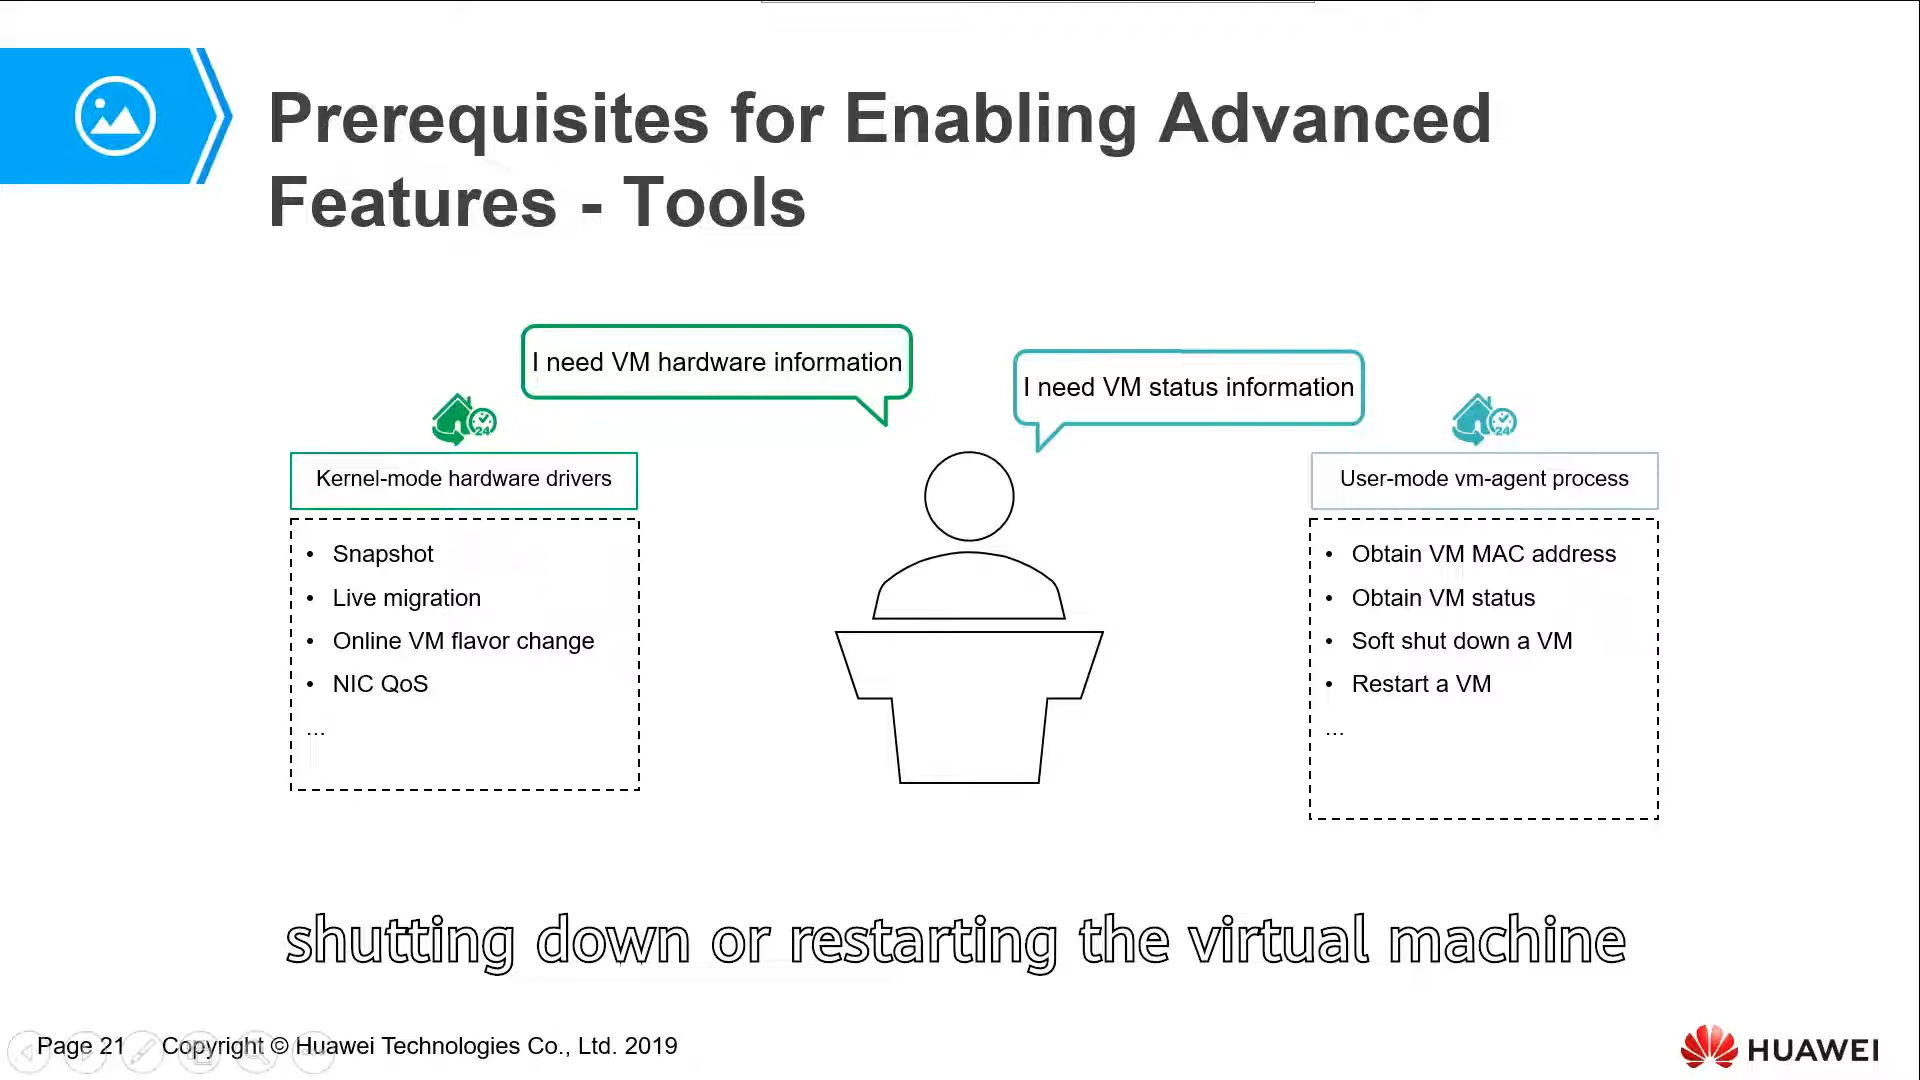 Prerequisites for Enabling Advanced
Features - Tools
I need VM hardware information
I need VM status information
24
24
Kernel-mode hardware drivers
• Snapshot
• Live migration
• Online VM flavor change
• NIC QoS
...
User-mode vm-agent process
• Obtain VM MAC address
• Obtain VM status
• Soft shut down a VM
• Restart a VM
...
shutting down or restarting the virtual machine
Page 21 Copyright © Huawei Technologies Co., Ltd. 2019
HUAWEI